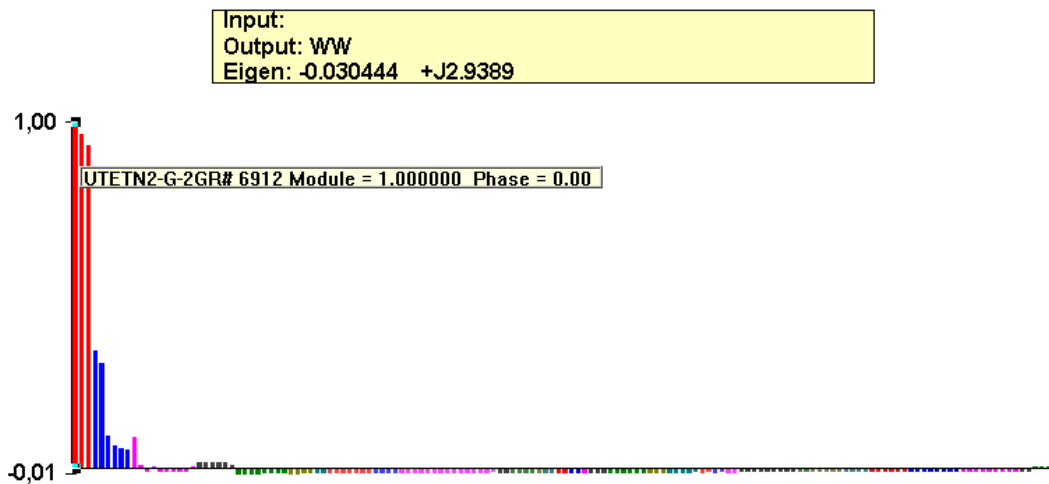 Input:
Output: WW
Eigen: -0.030444 +J2.9389
1,00
UTETN2-G-2GR# 6912 Module = 1.000000 Phase = 0.00
-0,01